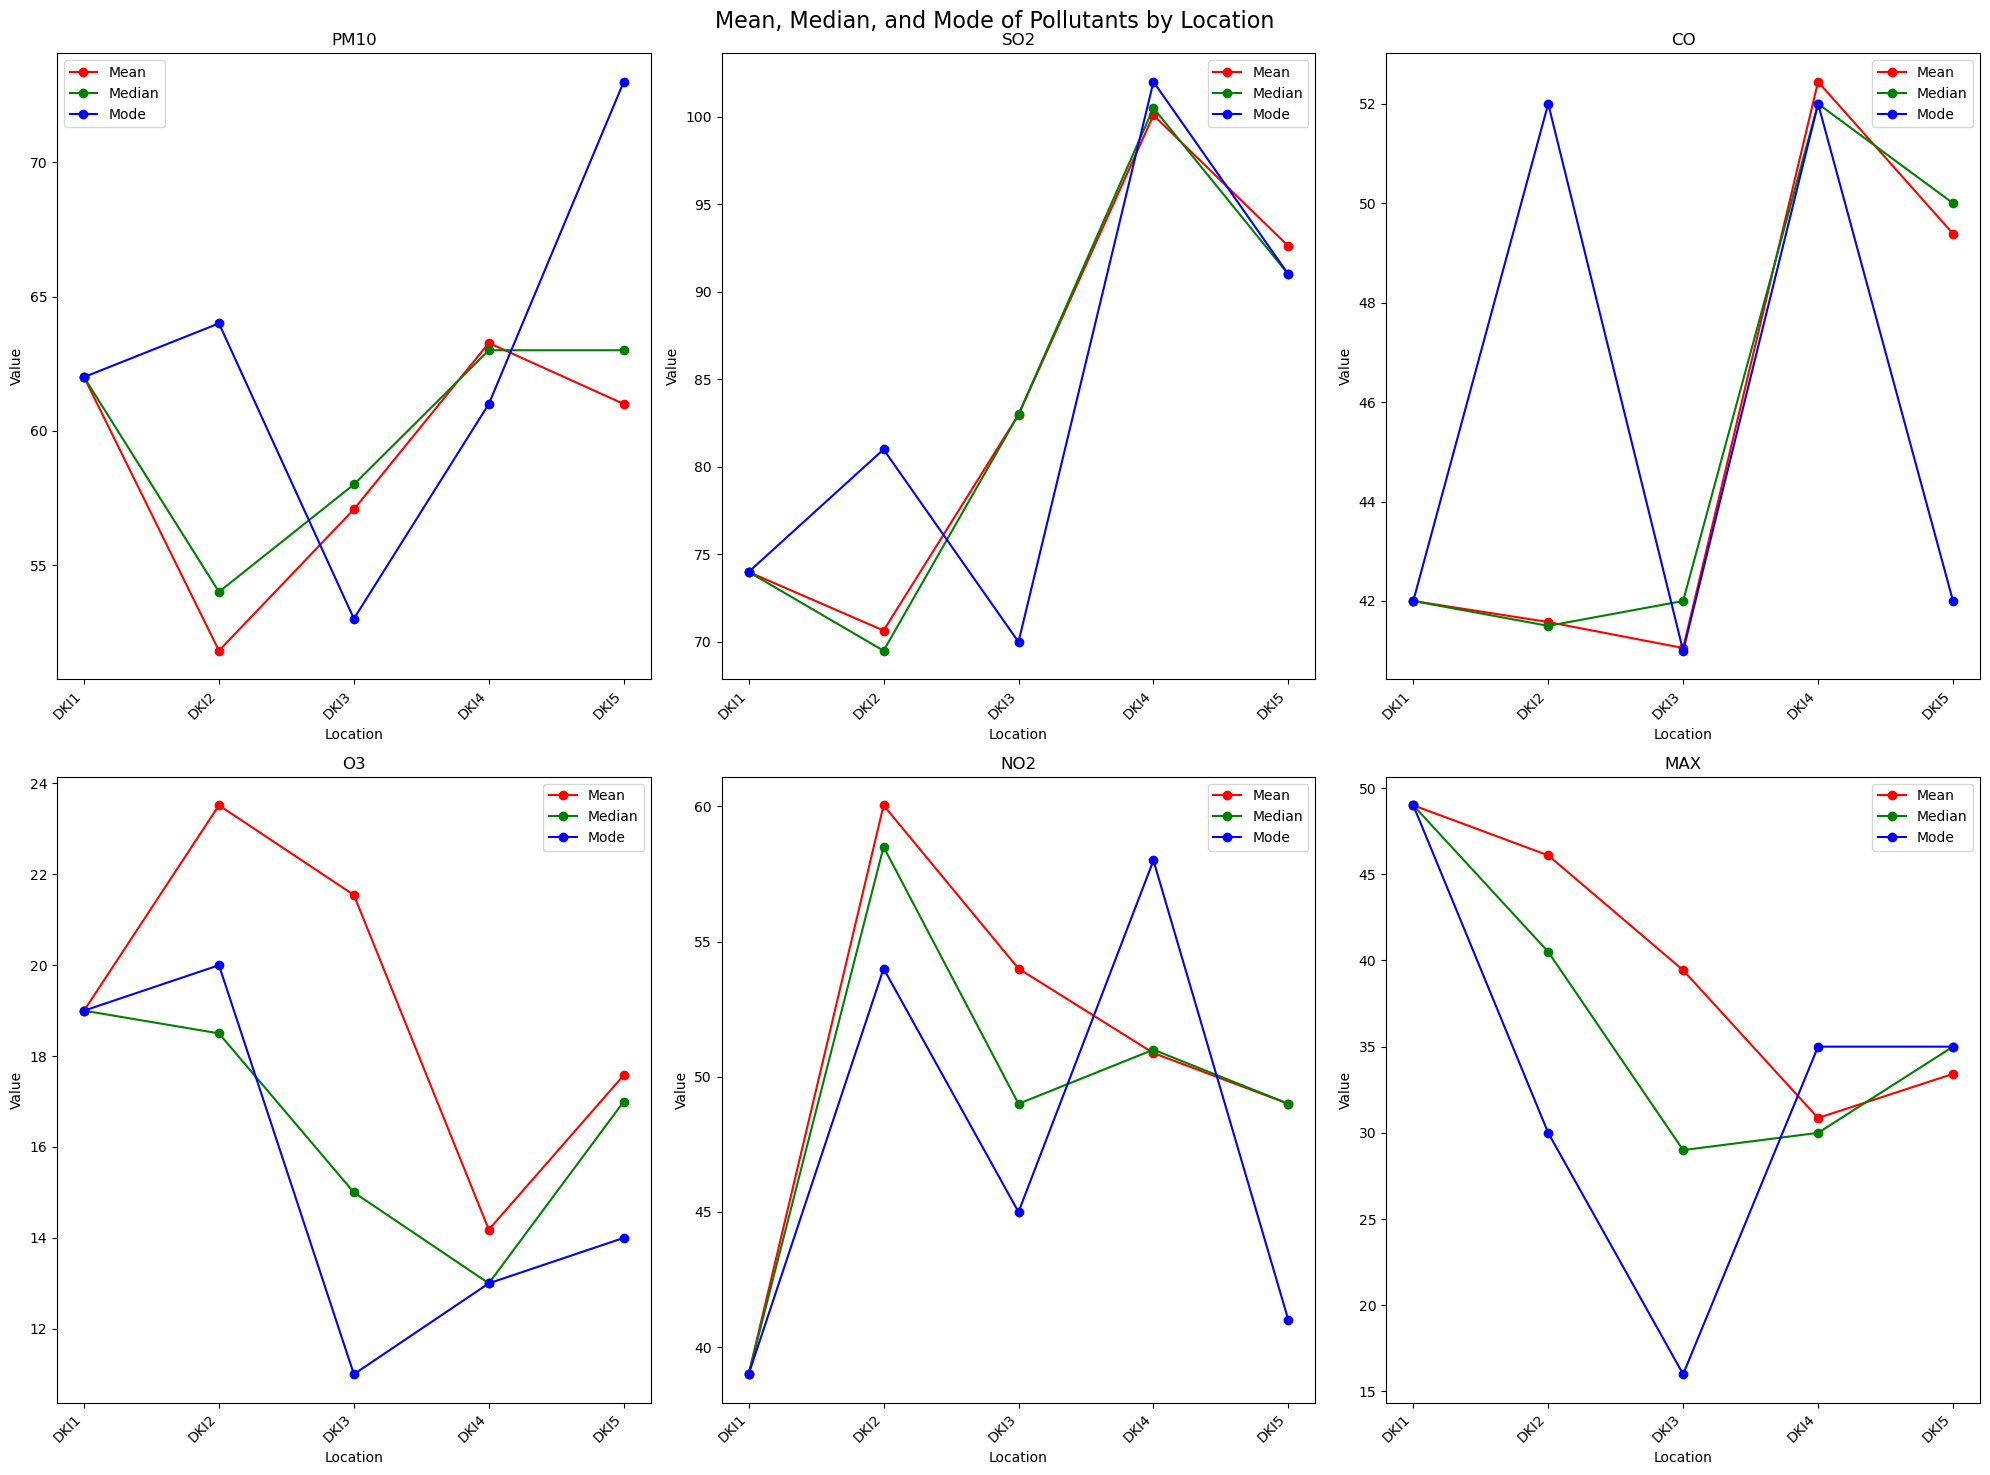 Mean, Median, and Mode of Pollutants by Location
PM10
Mean
Median
Mode
Value
70
65
60
55
DKI1
DKI2
DKI3
DKI4
DKI5
Location
SO2
Mean
Median
Mode
Value
100
95
90
85
80
75
70
DKI1
DKI2
DKI3
DKI4
DKI5
Location
CO
Mean
Median
Mode
Value
52
50
48
46
44
42
DKI1
DKI2
DKI3
DKI4
DKI5
Location
O3
Mean
Median
Mode
Value
24
22
20
18
16
14
12
DKI1
DKI2
DKI3
DKI4
DKI5
Location
NO2
Mean
Median
Mode
Value
60
55
50
45
40
DKI1
DKI2
DKI3
DKI4
DKI5
Location
MAX
Mean
Median
Mode
Value
50
45
40
35
30
25
20
15
DKI1
DKI2
DKI3
DKI4
DKI5
Location